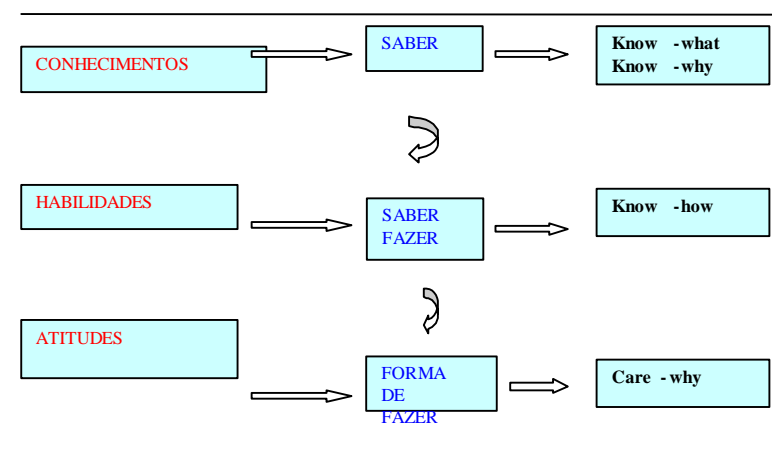 CONHECIMENTOS
SABER
Know -what
Know -why
HABILIDADES
SABER
FAZER
Know -how
ATITUDES
FORMA
DE
FAZER
Care - why